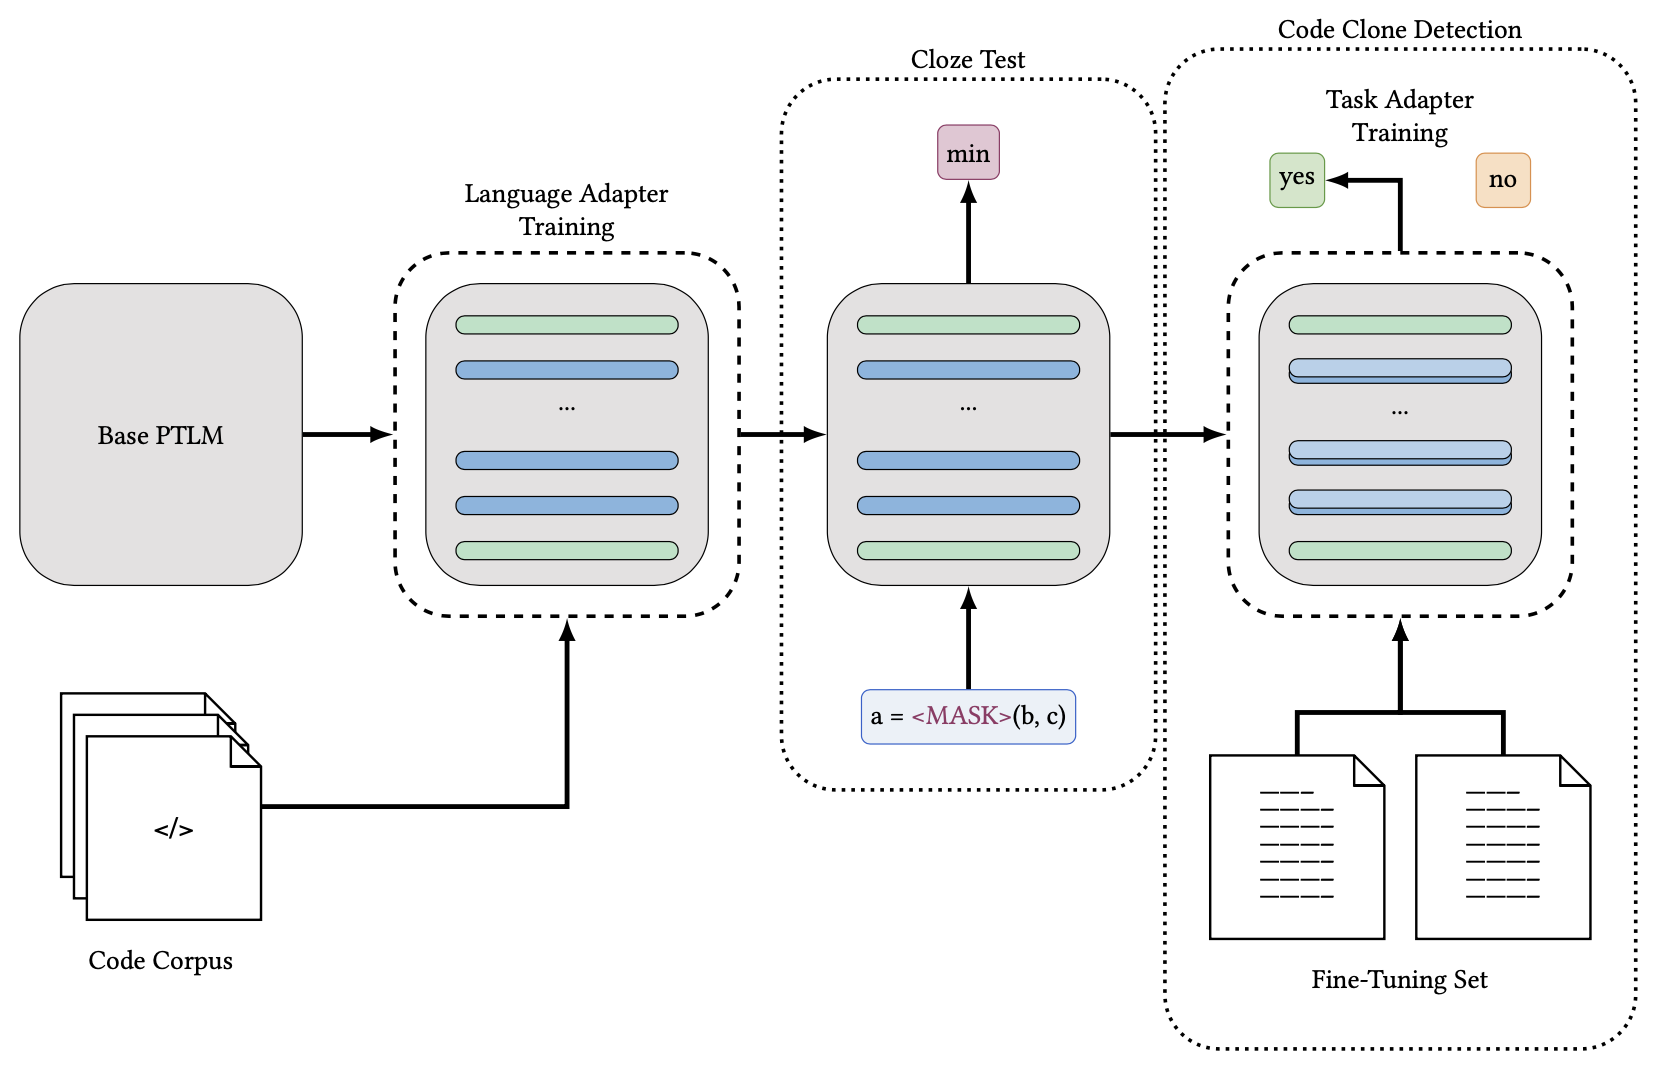 Code Clone Detection
Cloze Test
Task Adapter
Training
min
yes
no
Language Adapter
Training
Base PTLM
...
...
...
a = <MASK>(b, c)
</>
Code Corpus
Fine-Tuning Set